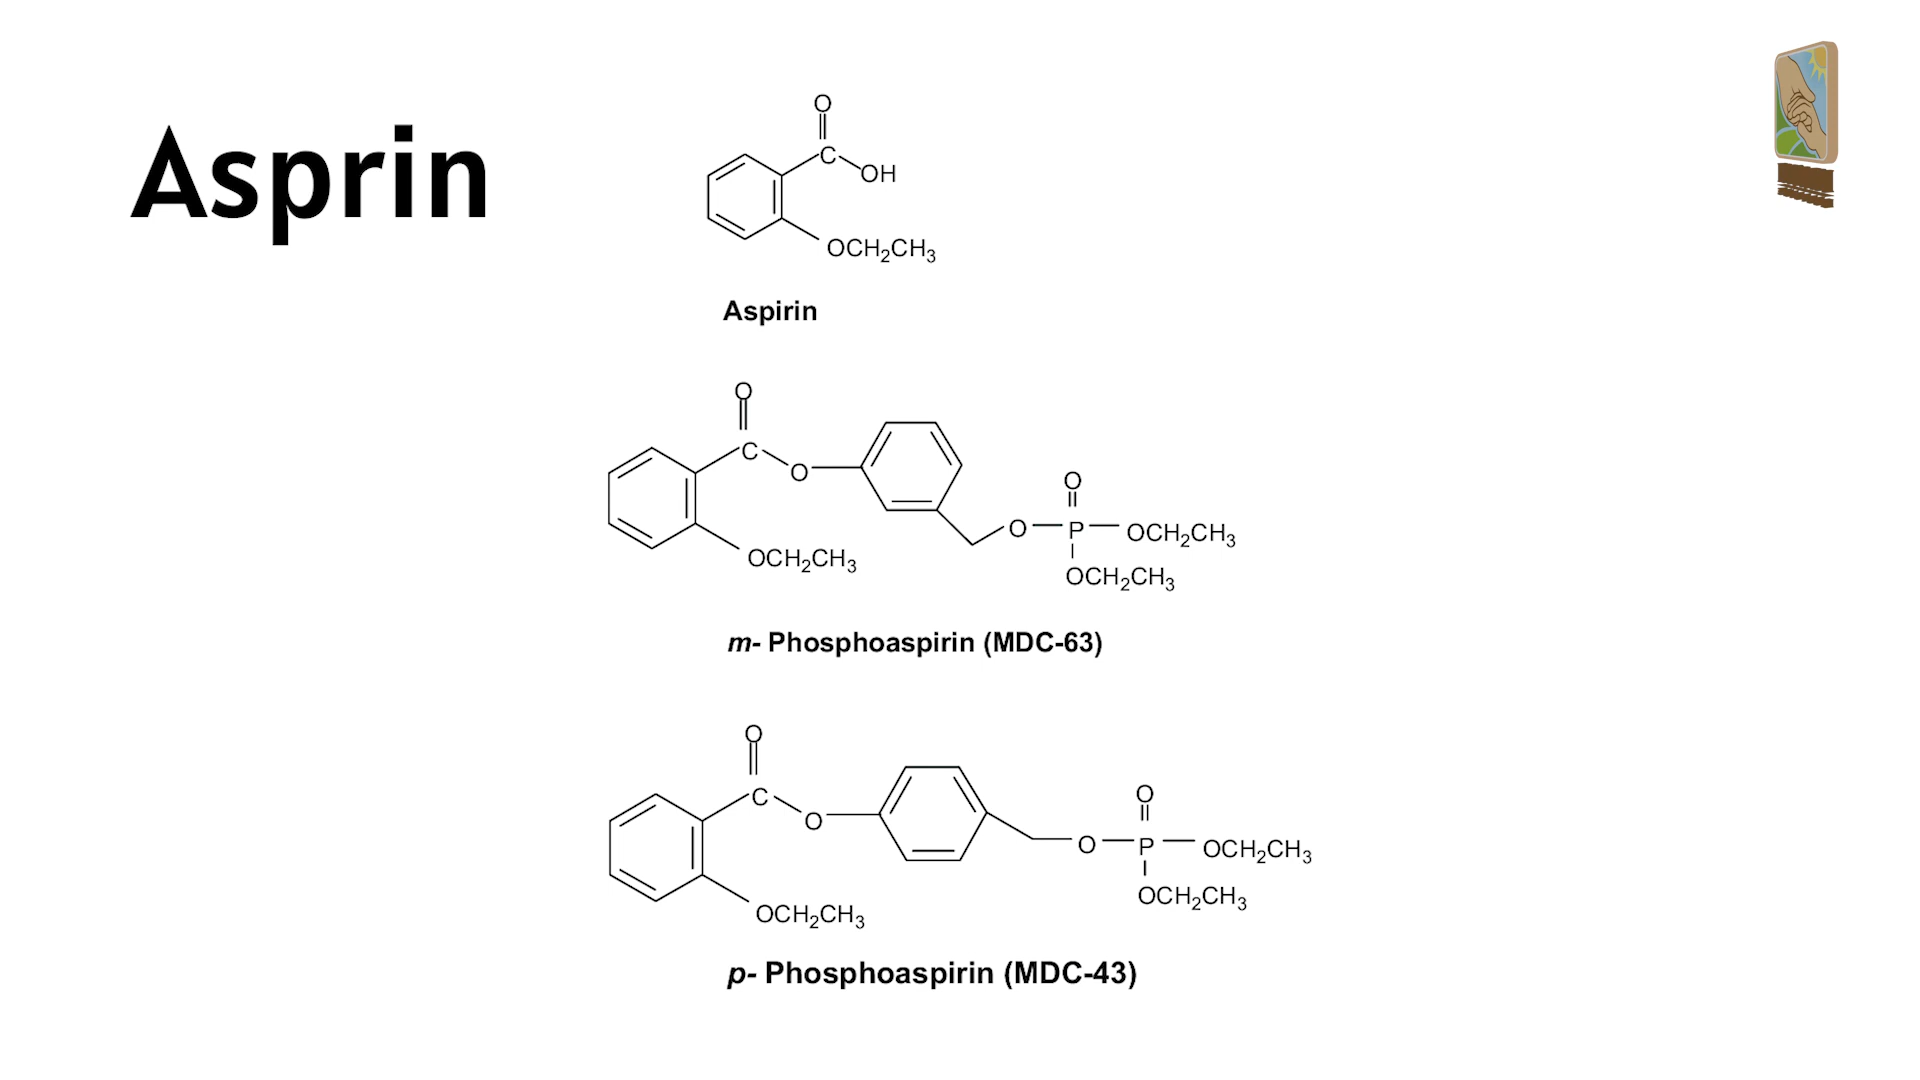 Asprin
O
C
OH
OCH₂CH₃
Aspirin
O
C
O
O
O
P
OCH₂CH₃
OCH₂CH₃
OCH₂CH₃
m- Phosphoaspirin (MDC-63)
O
C
O
O
O
P
OCH₂CH₃
OCH₂CH₃
OCH₂CH₃
p- Phosphoaspirin (MDC-43)